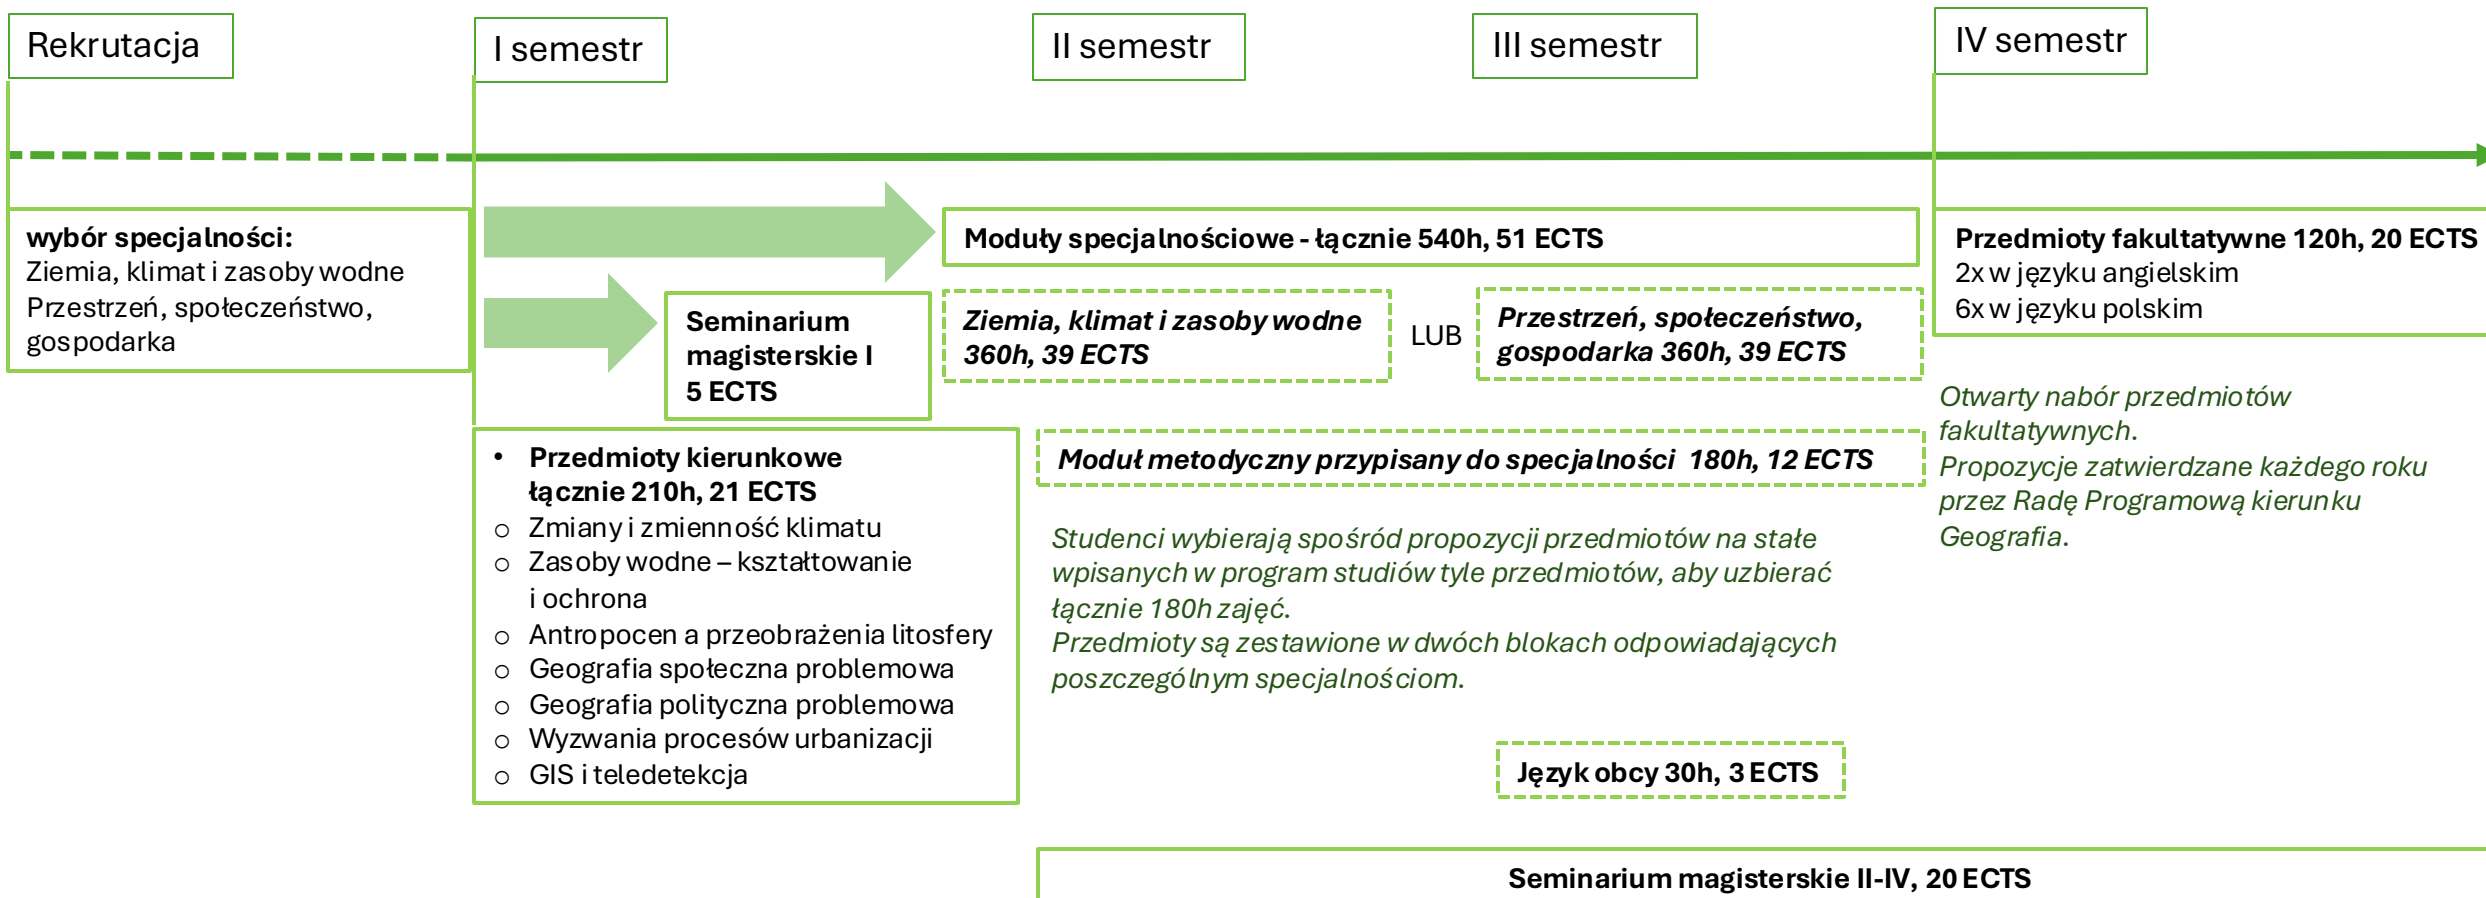 Rekrutacja
I semestr
II semestr
III semestr
IV semestr
wybór specjalności:
Ziemia, klimat i zasoby wodne
Przestrzeń, społeczeństwo,
gospodarka
Moduły specjalnościowe - łącznie 540h, 51 ECTS
Przedmioty fakultatywne 120h, 20 ECTS
2x w języku angielskim
6x w języku polskim
Seminarium
magisterskie I
5 ECTS
Ziemia, klimat i zasoby wodne
360h, 39 ECTS
LUB
Przestrzeń, społeczeństwo,
gospodarka 360h, 39 ECTS
Otwarty nabór przedmiotów
fakultatywnych.
Propozycje zatwierdzane każdego roku
przez Radę Programową kierunku
Geografia.
• Przedmioty kierunkowe
łącznie 210h, 21 ECTS
o Zmiany i zmienność klimatu
o Zasoby wodne – kształtowanie
i ochrona
o Antropocen a przeobrażenia litosfery
o Geografia społeczna problemowa
o Geografia polityczna problemowa
o Wyzwania procesów urbanizacji
o GIS i teledetekcja
Moduł metodyczny przypisany do specjalności 180h, 12 ECTS
Studenci wybierają spośród propozycji przedmiotów na stałe
wpisanych w program studiów tyle przedmiotów, aby uzbierać
łącznie 180h zajęć.
Przedmioty są zestawione w dwóch blokach odpowiadających
poszczególnym specjalnościom.
Język obcy 30h, 3 ECTS
Seminarium magisterskie II-IV, 20 ECTS